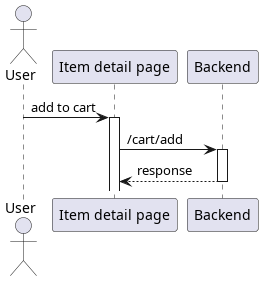 User
Item detail page
Backend
add to cart
/cart/add
response
User
Item detail page
Backend